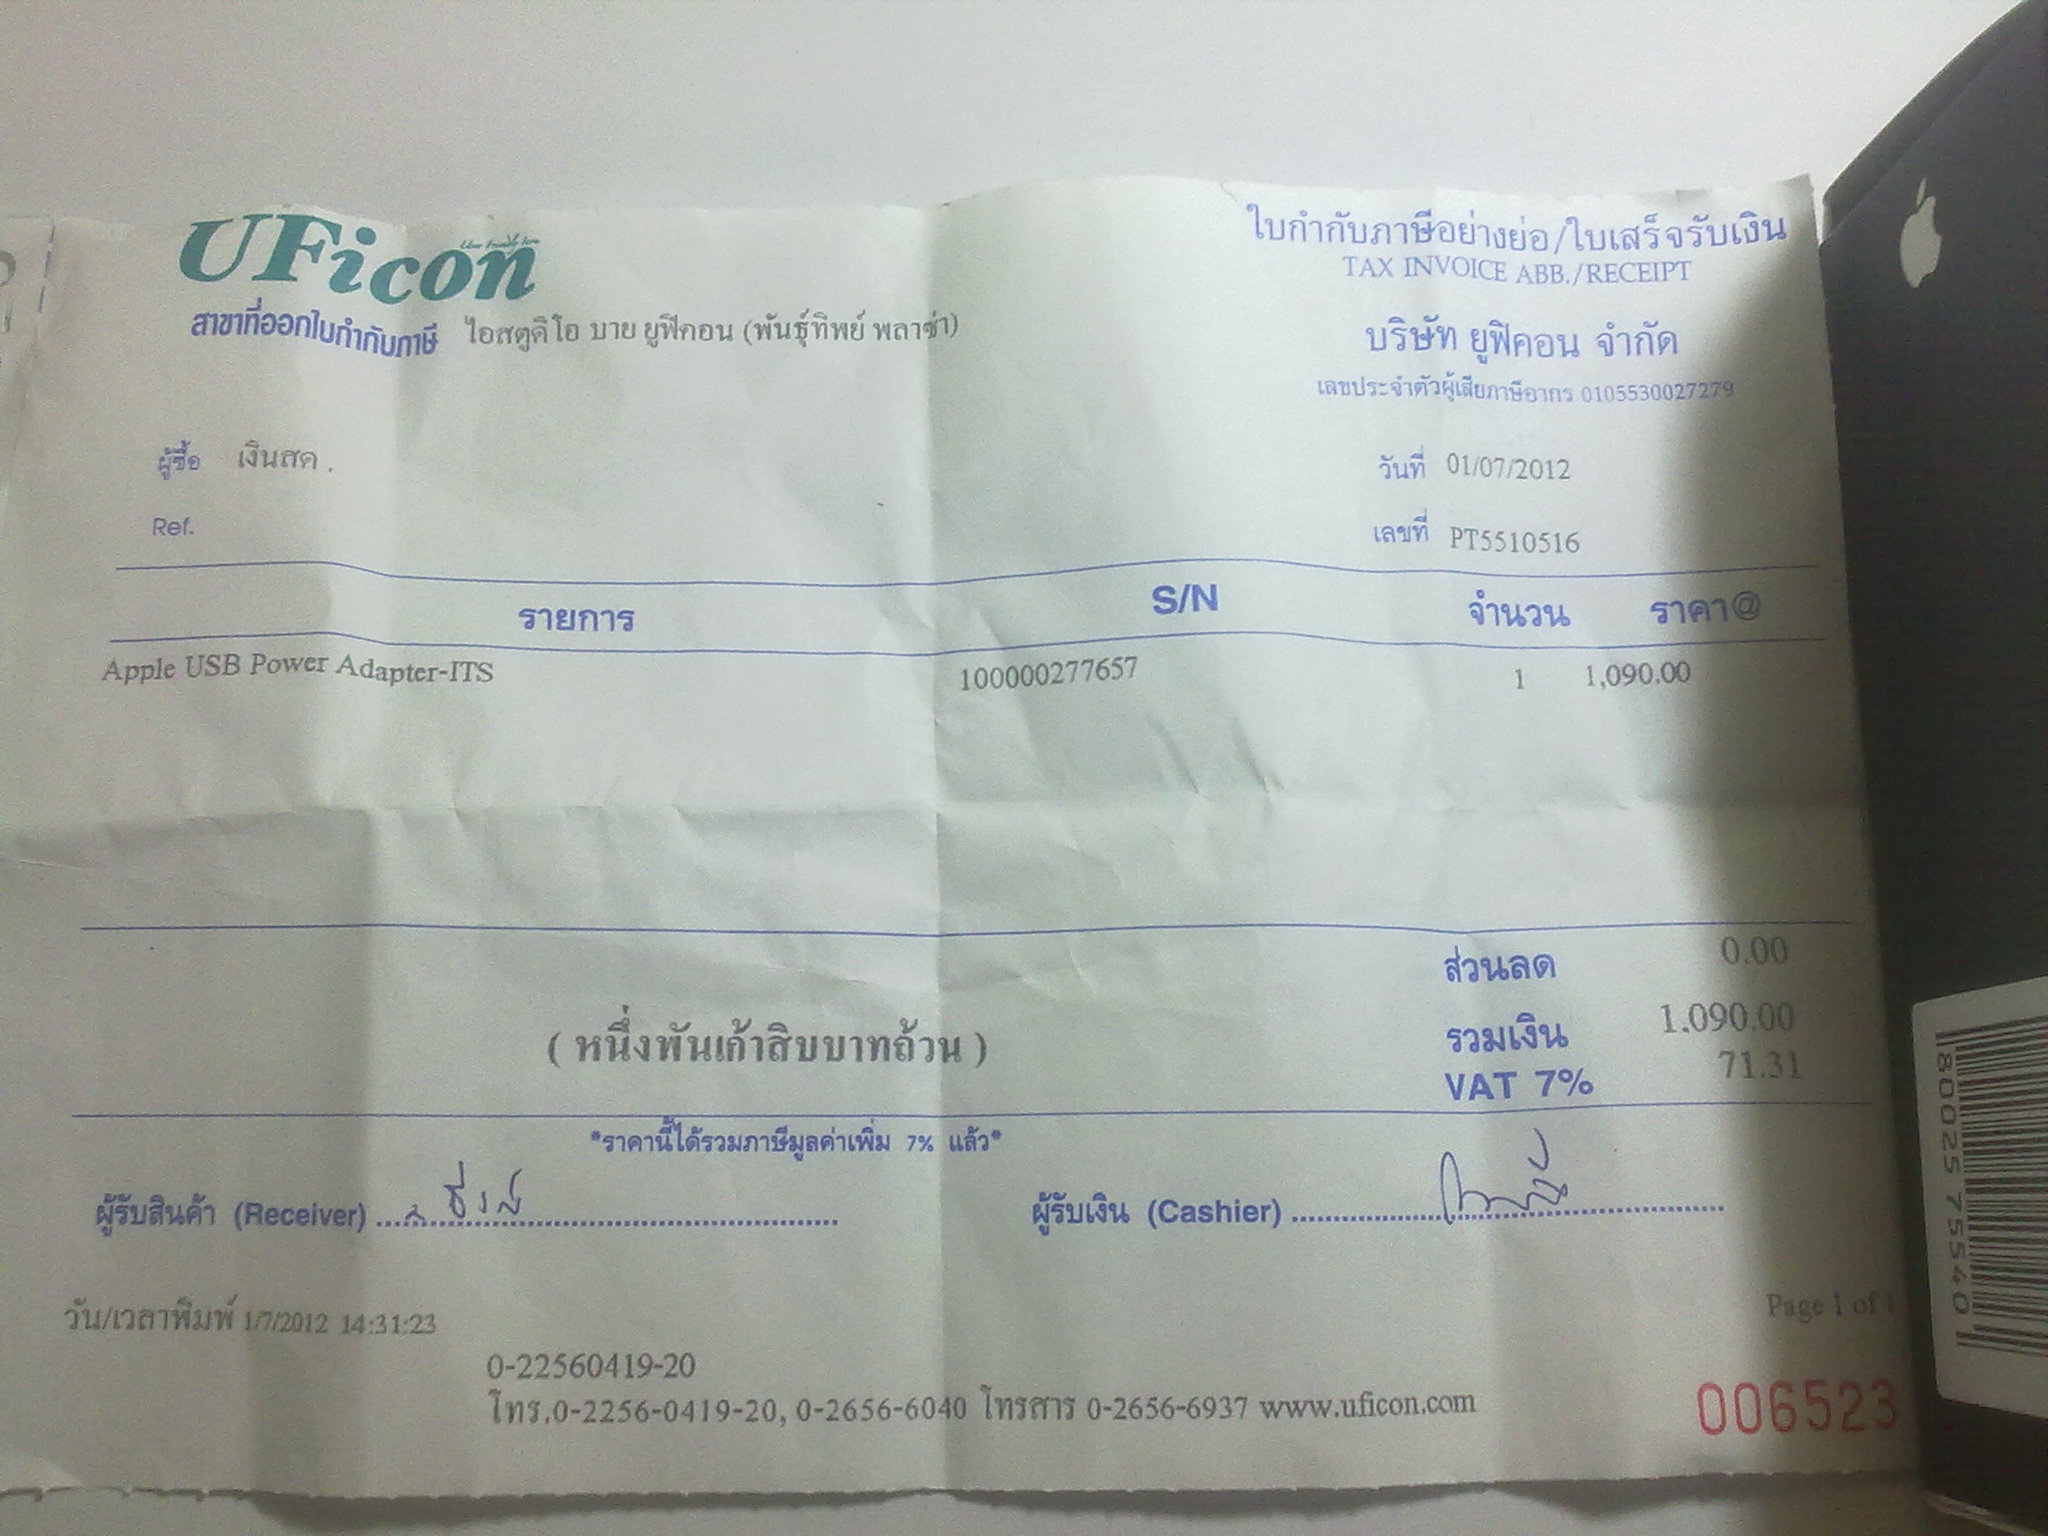 UFicon
ใบกำกับภาษีอย่างย่อ/ใบเสร็จรับเงิน
TAX INVOICE ABB./RECEIPT
สาขาที่ออกใบกำกับภาษี ไอสตูดิโอ บาย ยูฟิคอน (พันธุ์ทิพย์ พลาซ่า)
บริษัท ยูฟิคอน จำกัด
เลขประจำตัวผู้เสียภาษีอากร 0105530027279
ผู้ซื้อ เงินสด .
วันที่ 01/07/2012
Ref.
เลขที่ PT5510516
รายการ S/N จำนวน ราคา@
Apple USB Power Adapter-ITS 100000277657 1 1,090.00
ส่วนลด 0.00
( หนึ่งพันเก้าสิบบาทถ้วน ) รวมเงิน 1,090.00
VAT 7% 71.31
*ราคานี้ได้รวมภาษีมูลค่าเพิ่ม 7% แล้ว*
ผู้รับสินค้า (Receiver) ผู้รับเงิน (Cashier)
วัน/เวลาพิมพ์ 1/7/2012 14:31:23
Page 1 of 1
0-22560419-20
โทร.0-2256-0419-20, 0-2656-6040 โทรสาร 0-2656-6937 www.uficon.com
006523
80025 75540